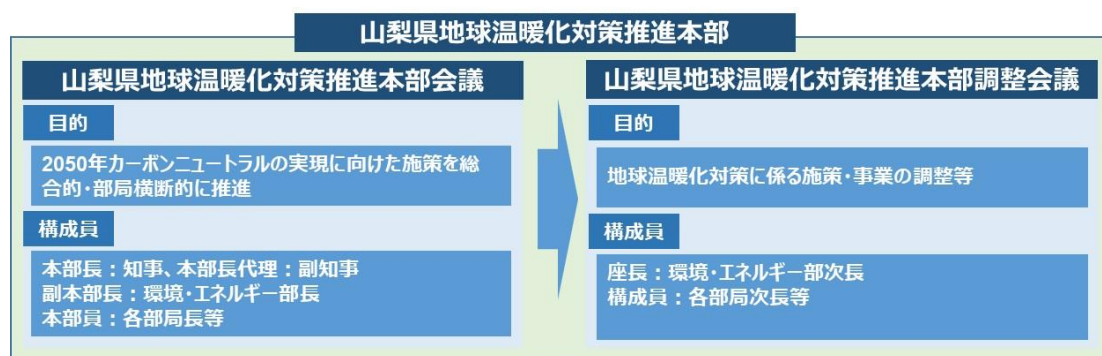 山梨県地球温暖化対策推進本部
山梨県地球温暖化対策推進本部会議
目的
2050年カーボンニュートラルの実現に向けた施策を総
合的・部局横断的に推進
構成員
本部長：知事、本部長代理：副知事
副本部長：環境・エネルギー部長
本部員：各部局長等
山梨県地球温暖化対策推進本部調整会議
目的
地球温暖化対策に係る施策・事業の調整等
構成員
座長：環境・エネルギー部次長
構成員：各部局次長等